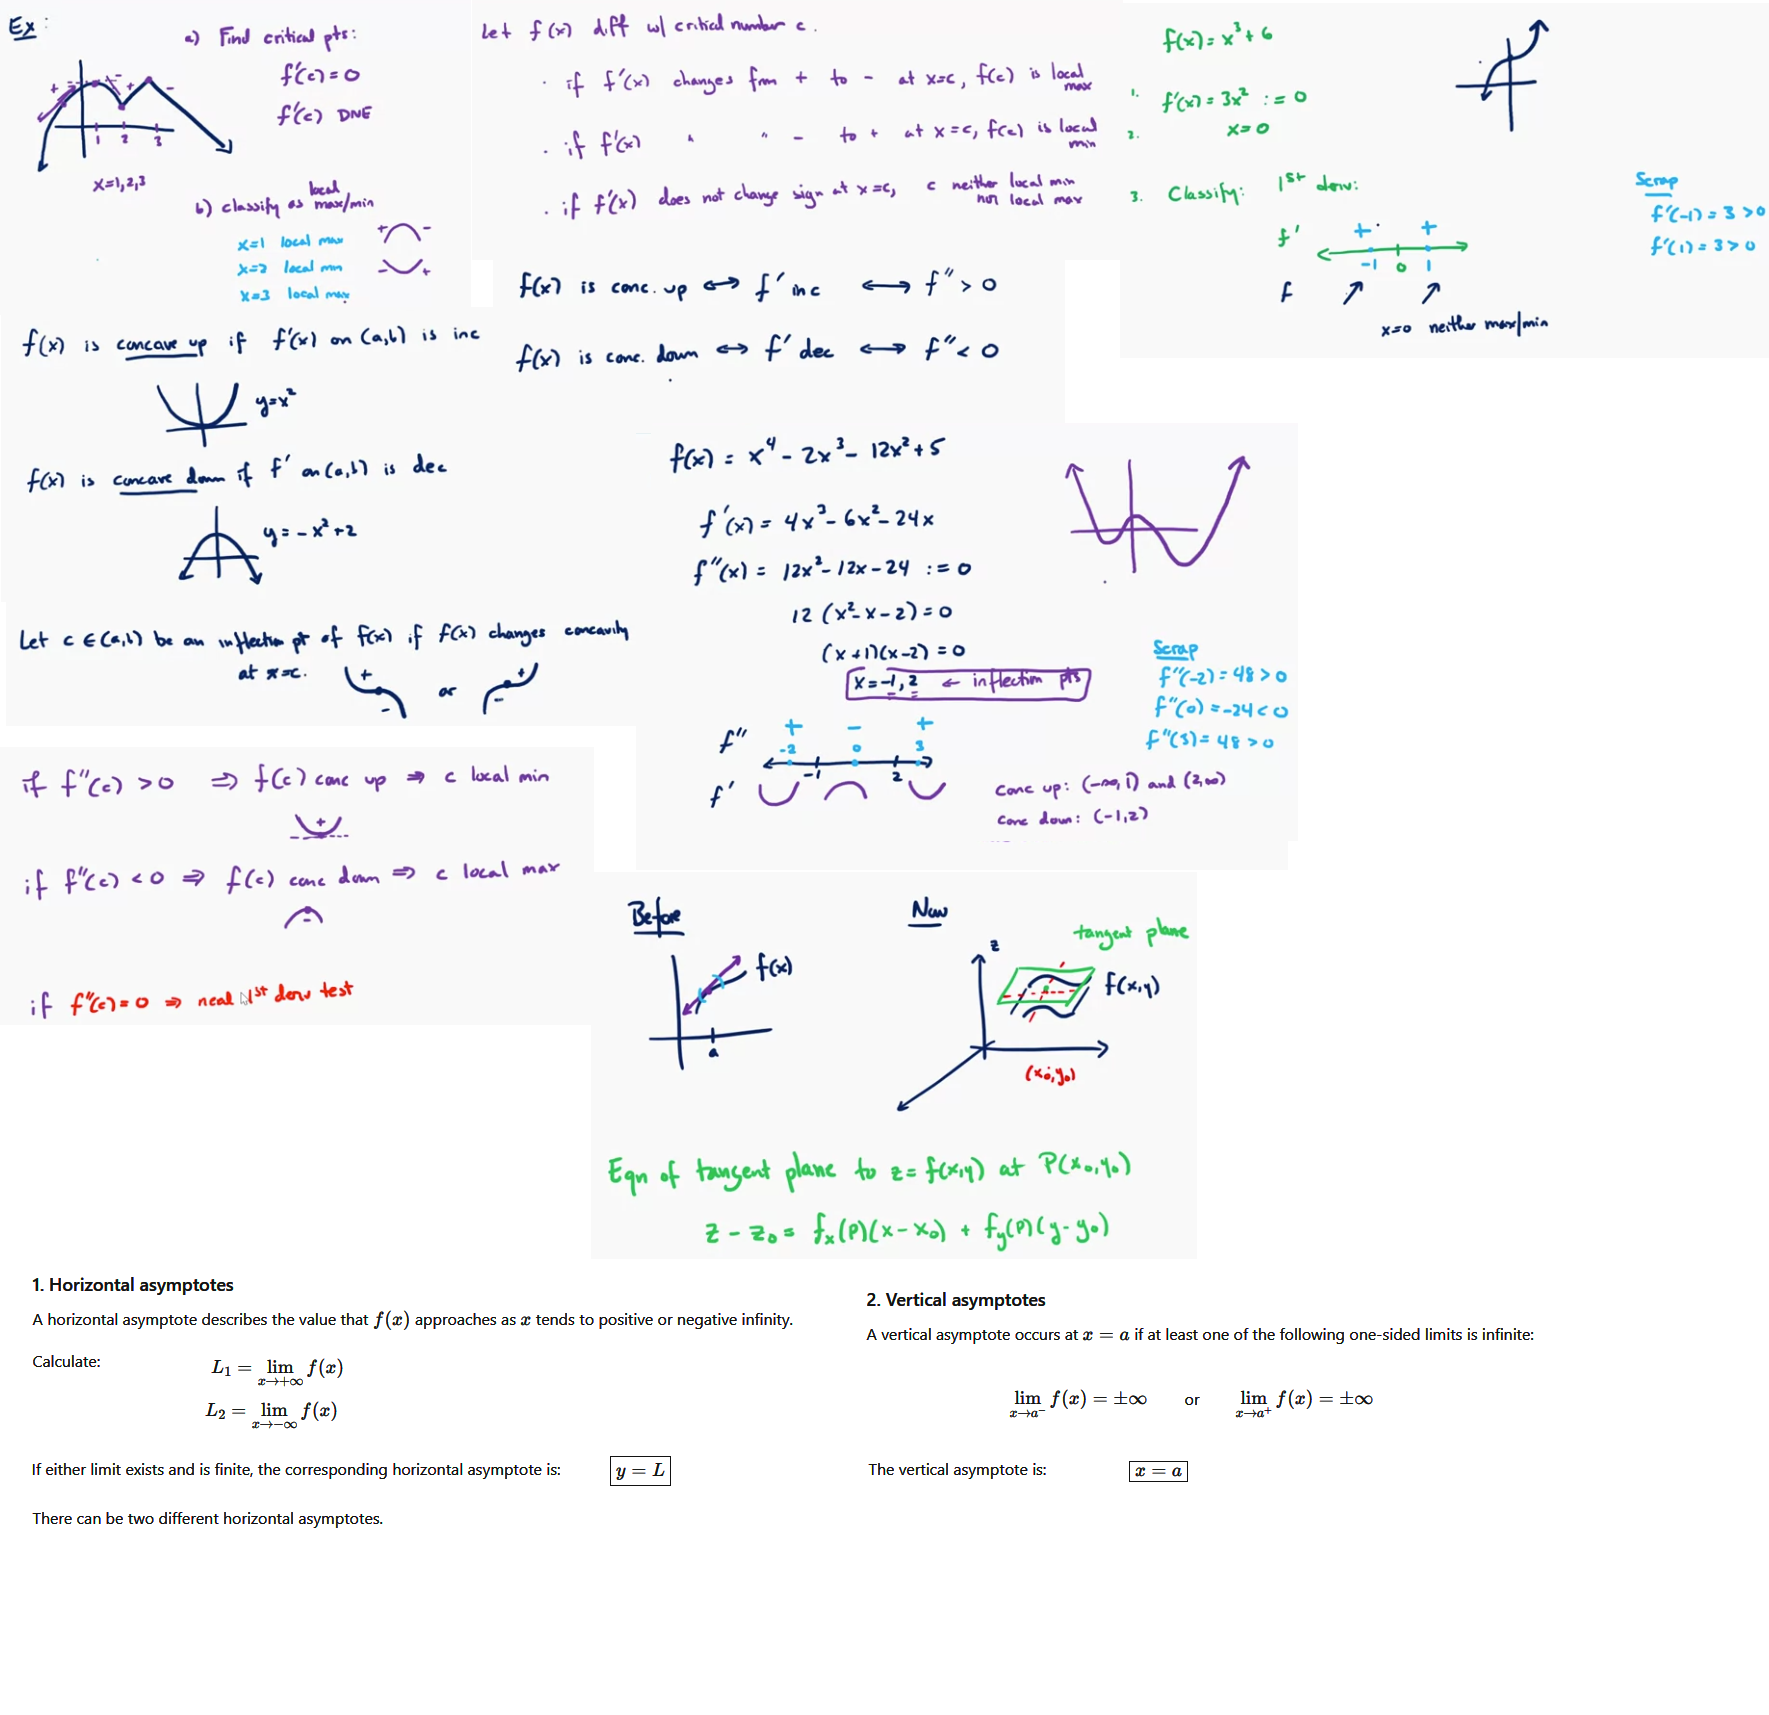 Ex:
a) Find critical pts:
f'(c) = 0
f'(c) DNE
+ - + -
1 2 3
x=1,2,3
b) classify as local max/min
x=1 local max
x=2 local min
x=3 local max
+ -
- +
Let f(x) diff w/ critical number c.
· if f'(x) changes from + to - at x=c, f(c) is local max
· if f'(x) " " - to + at x=c, f(c) is local min
· if f'(x) does not change sign at x=c, c neither local min nor local max
f(x) = x³ + 6
1. f'(x) = 3x² := 0
2. x = 0
3. Classify: 1st derv:
f' + +
-1 0 1
f
x=0 neither max/min
Scrap
f'(-1) = 3 > 0
f'(1) = 3 > 0
f(x) is conc. up ⟷ f' inc ⟷ f'' > 0
f(x) is conc. down ⟷ f' dec ⟷ f'' < 0
f(x) is concave up if f'(x) on (a,b) is inc
y=x²
f(x) is concave down if f' on (a,b) is dec
y = -x²+2
Let c ∈ (a,b) be an inflection pt of f(x) if f(x) changes concavity
at x=c.
+ - or - +
f(x) = x⁴ - 2x³ - 12x² + 5
f'(x) = 4x³ - 6x² - 24x
f''(x) = 12x² - 12x - 24 := 0
12 (x² - x - 2) = 0
(x+1)(x-2) = 0
x = -1, 2 ← inflection pts
f'' + - +
-2 0 3
-1 2
f'
Scrap
f''(-2) = 48 > 0
f''(0) = -24 < 0
f''(3) = 48 > 0
conc up: (-∞,1) and (2,∞)
conc down: (-1,2)
if f''(c) > 0 ⇒ f(c) conc up ⇒ c local min
+
if f''(c) < 0 ⇒ f(c) conc down ⇒ c local max
-
if f''(c) = 0 ⇒ need 1st derv test
Before
f(x)
a
Now
tangent plane
z
f(x,y)
(x₀,y₀)
Eqn of tangent plane to z = f(x,y) at P(x₀,y₀)
z - z₀ = fₓ(P)(x-x₀) + f_y(P)(y-y₀)
1. Horizontal asymptotes
A horizontal asymptote describes the value that f(x) approaches as x tends to positive or negative infinity.
Calculate:
L₁ = lim x→+∞ f(x)
L₂ = lim x→−∞ f(x)
If either limit exists and is finite, the corresponding horizontal asymptote is: y = L
There can be two different horizontal asymptotes.
2. Vertical asymptotes
A vertical asymptote occurs at x = a if at least one of the following one-sided limits is infinite:
lim x→a⁻ f(x) = ±∞ or lim x→a⁺ f(x) = ±∞
The vertical asymptote is: x = a